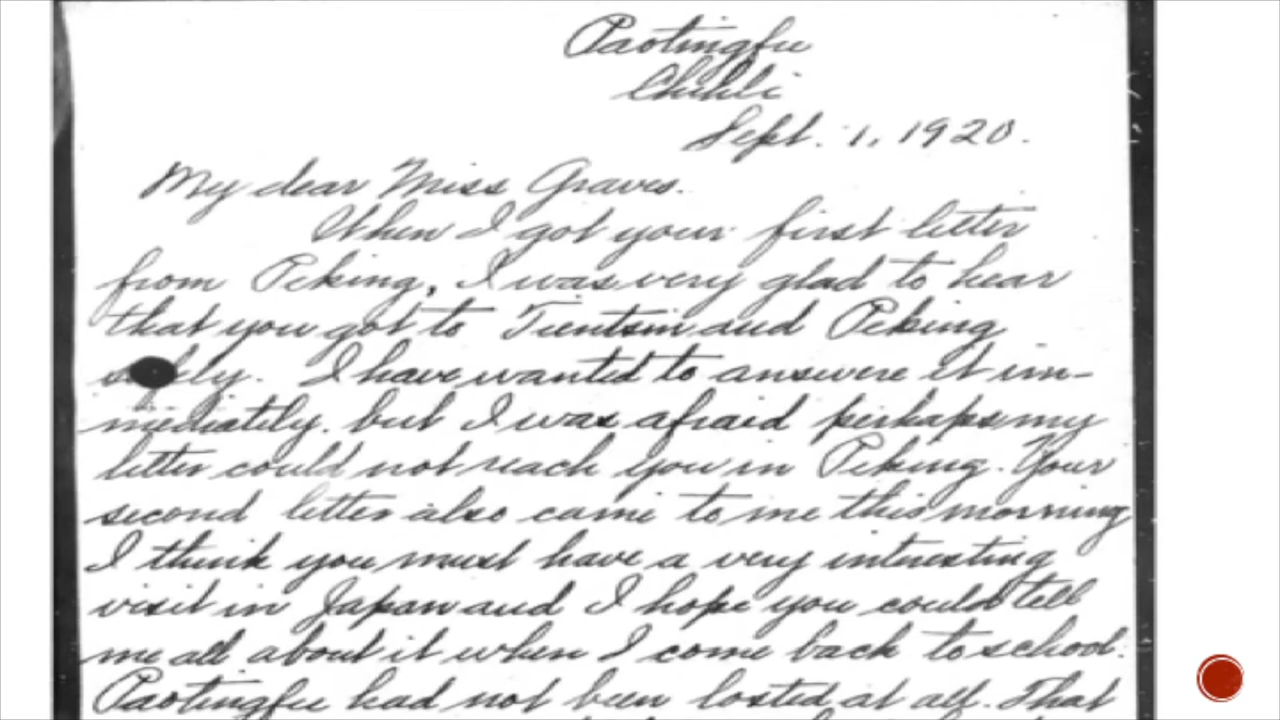 Paotingfu
Chihli
Sept. 1, 1920.
My dear Miss Graves.
When I got your first letter
from Peking, I was very glad to hear
that you got to Tientsin and Peking
I have wanted to answere it im-
mediatly. but I was afraid perhaps my
letter could not reach you in Peking. Your
second letter also came to me this morning
I think you must have a very interesting
visit in Japan and I hope you could tell
me all about it when I come back to school.
Paotingfu had not been losted at all. That